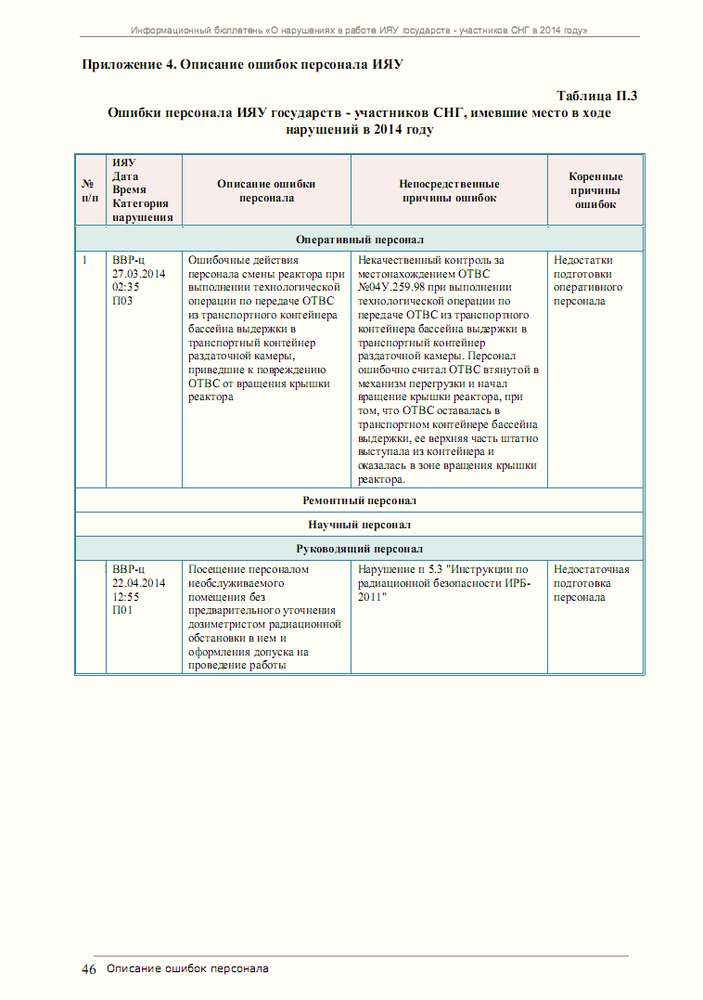 Информационный бюллетень «О нарушениях в работе ИЯУ государств - участников СНГ в 2014 году»
Приложение 4. Описание ошибок персонала ИЯУ
Таблица П.3
Ошибки персонала ИЯУ государств - участников СНГ, имевшие место в ходе
нарушений в 2014 году
№
п/п
ИЯУ
Дата
Время
Категория
нарушения
Описание ошибки
персонала
Непосредственные
причины ошибок
Коренные
причины
ошибок
Оперативный персонал
1
ВВР-ц
27.03.2014
02:35
П03
Ошибочные действия
персонала смены реактора при
выполнении технологической
операции по передаче ОТВС
из транспортного контейнера
бассейна выдержки в
транспортный контейнер
раздаточной камеры,
приведшие к повреждению
ОТВС от вращения крышки
реактора
Некачественный контроль за
местонахождением ОТВС
№04У.259.98 при выполнении
технологической операции по
передаче ОТВС из транспортного
контейнера бассейна выдержки в
транспортный контейнер
раздаточной камеры. Персонал
ошибочно считал ОТВС втянутой в
механизм перегрузки и начал
вращение крышки реактора, при
том, что ОТВС оставалась в
транспортном контейнере бассейна
выдержки, ее верхняя часть штатно
выступала из контейнера и
оказалась в зоне вращения крышки
реактора.
Недостатки
подготовки
оперативного
персонала
Ремонтный персонал
Научный персонал
Руководящий персонал
ВВР-ц
22.04.2014
12:55
П01
Посещение персоналом
необслуживаемого
помещения без
предварительного уточнения
дозиметристом радиационной
обстановки в нем и
оформления допуска на
проведение работы
Нарушение п 5.3 "Инструкции по
радиационной безопасности ИРБ-
2011"
Недостаточная
подготовка
персонала
46 Описание ошибок персонала